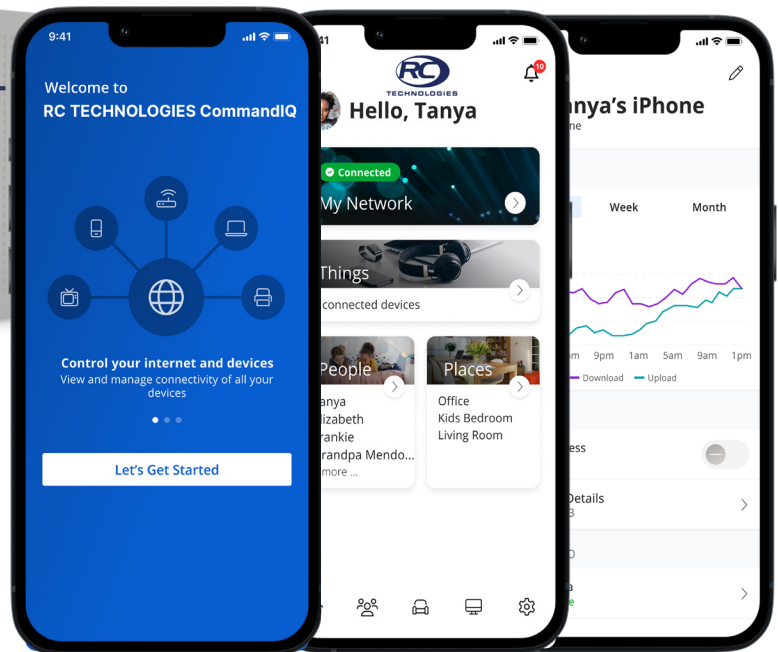 9:41
Welcome to
RC TECHNOLOGIES CommandIQ
Control your internet and devices
View and manage connectivity of all your
devices
Let's Get Started
41
10
RC
TECHNOLOGIES
Hello, Tanya
Connected
My Network
Things
connected devices
People
anya
lizabeth
rankie
randpa Mendo...
more ...
Places
Office
Kids Bedroom
Living Room
nya's iPhone
ne
Week
Month
pm 9pm 1am 5am 9am 1pm
Download Upload
ess
Details
3